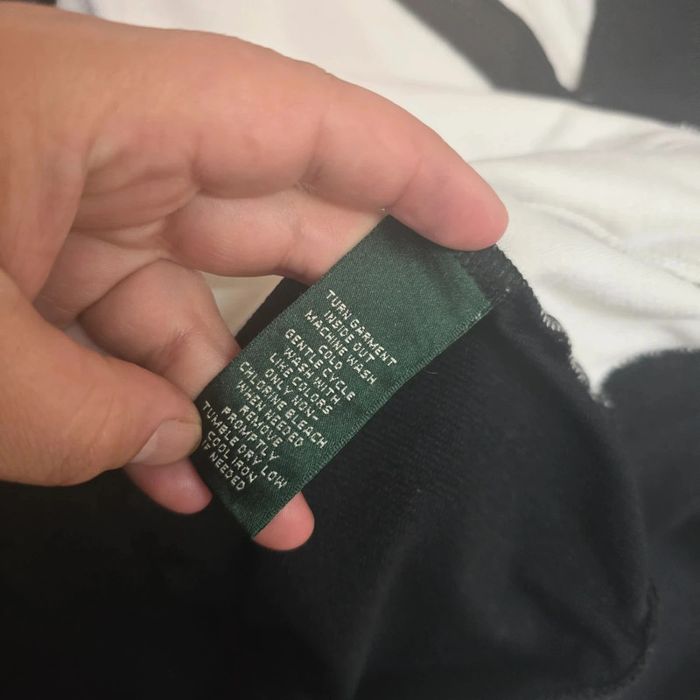 TURN GARMENT
INSIDE OUT
MACHINE WASH
COLD
GENTLE CYCLE
WASH WITH
LIKE COLORS
ONLY NON-
CHLORINE BLEACH
WHEN NEEDED
REMOVE
PROMPTLY
TUMBLE DRY LOW
COOL IRON
IF NEEDED